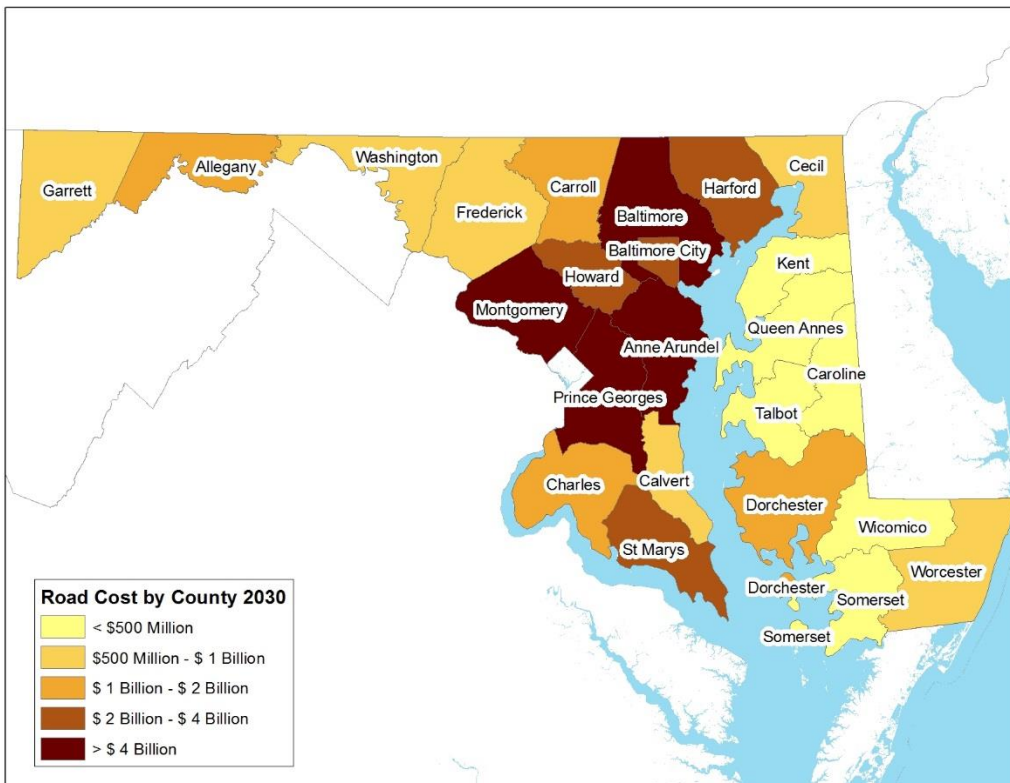 Garrett
Allegany
Washington
Frederick
Carroll
Baltimore
Harford
Cecil
Baltimore City
Howard
Kent
Montgomery
Queen Annes
Anne Arundel
Caroline
Prince Georges
Talbot
Charles
Calvert
Dorchester
Wicomico
St Marys
Worcester
Dorchester
Somerset
Somerset
Road Cost by County 2030
< $500 Million
$500 Million - $ 1 Billion
$ 1 Billion - $ 2 Billion
$ 2 Billion - $ 4 Billion
> $ 4 Billion